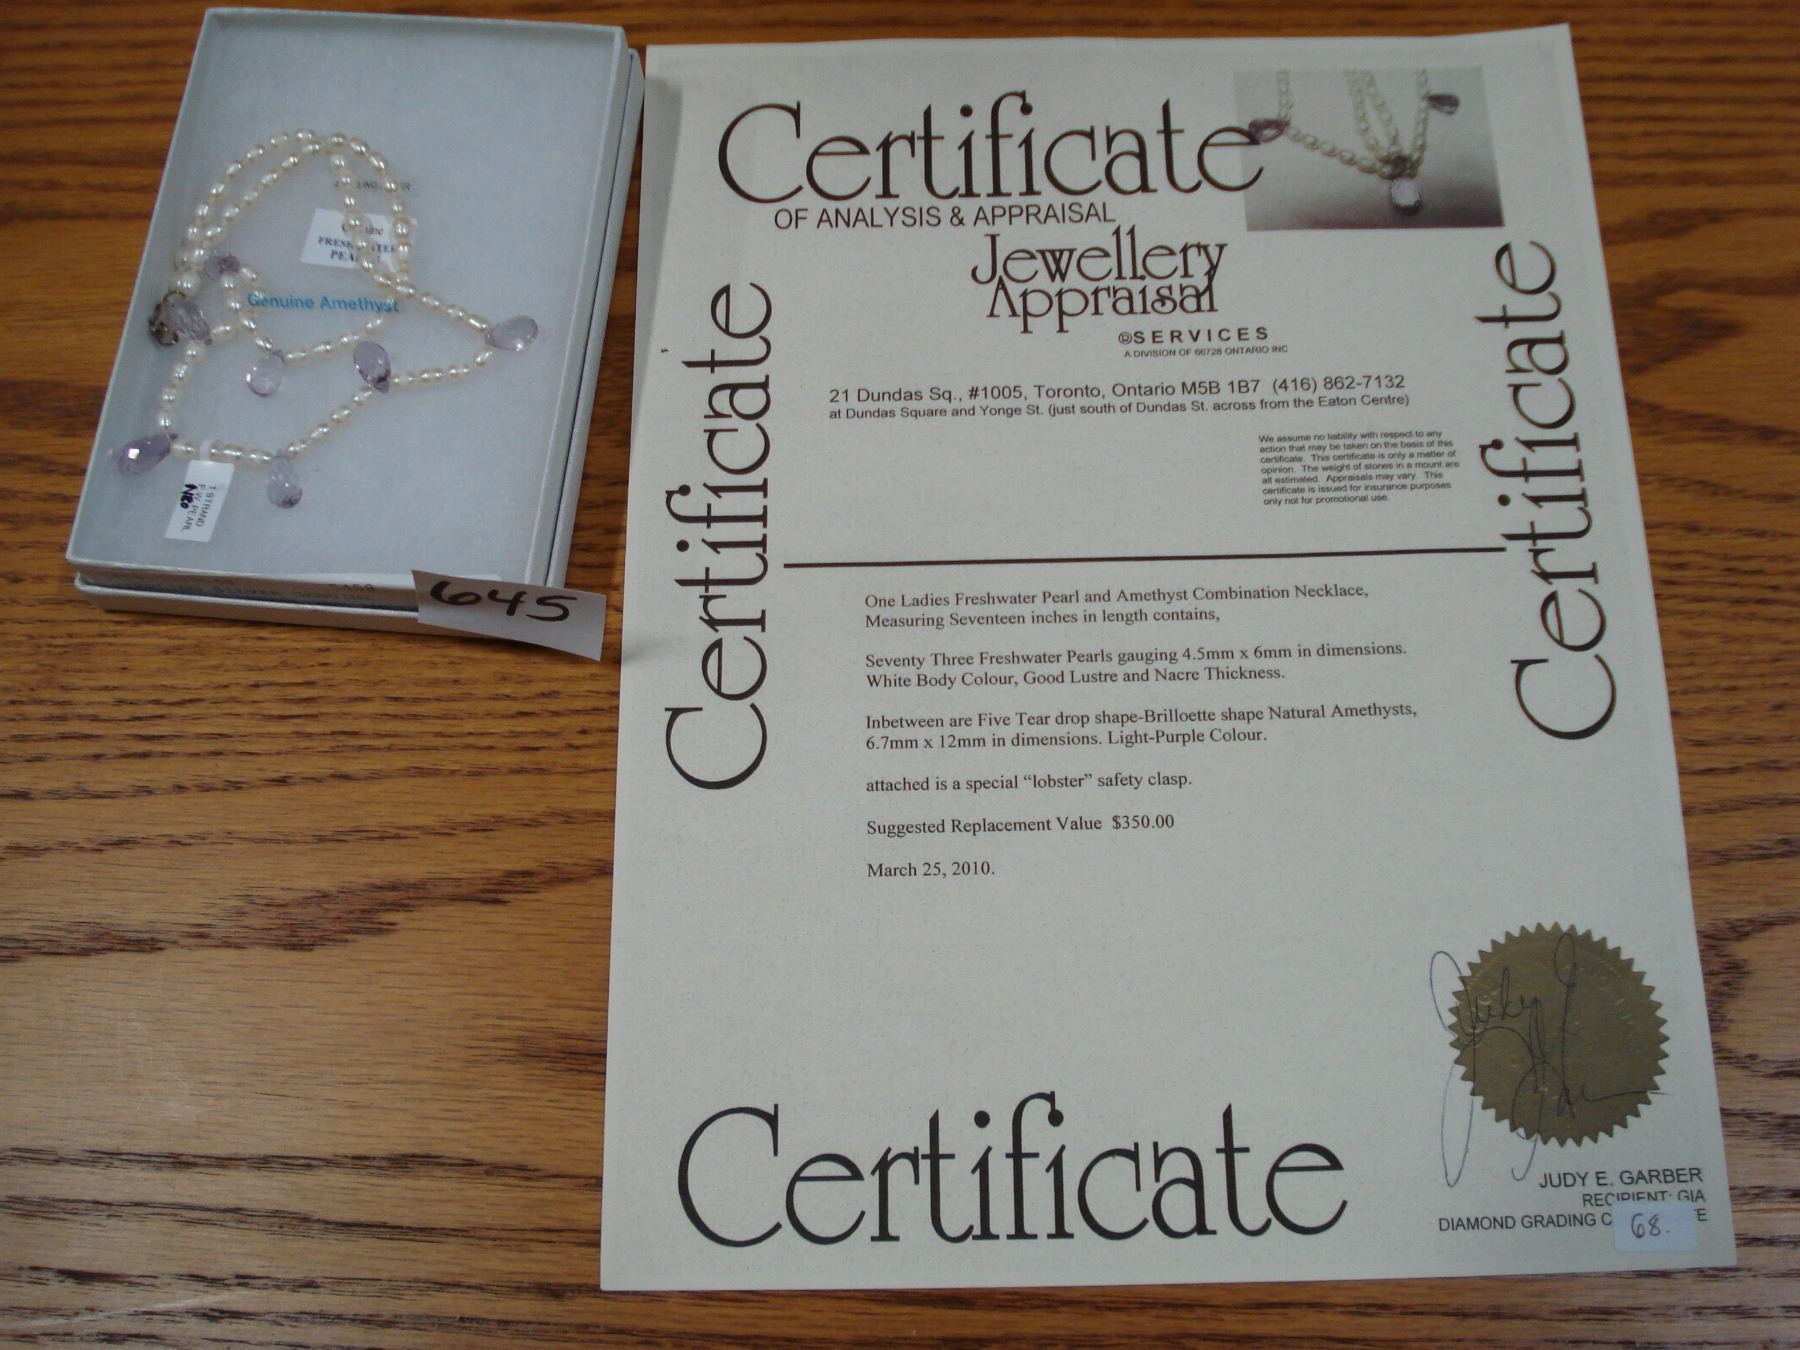 Genuine
FRESHWATER
PEARLS
Genuine Amethyst
1 STRAND
F.W. PEARL
645
Certificate
OF ANALYSIS & APPRAISAL
Jewellery
Appraisal
SERVICES
A DIVISION OF 66728 ONTARIO INC
21 Dundas Sq., #1005, Toronto, Ontario M5B 1B7 (416) 862-7132
at Dundas Square and Yonge St. (just south of Dundas St. across from the Eaton Centre)
We assume no liability with respect to any
action that may be taken on the basis of this
certificate. This certificate is only a matter of
opinion. The weight of stones in a mount are
all estimated. Appraisals may vary. This
certificate is issued for insurance purposes
only not for promotional use.
Certificate
Certificate
One Ladies Freshwater Pearl and Amethyst Combination Necklace,
Measuring Seventeen inches in length contains,
Seventy Three Freshwater Pearls gauging 4.5mm x 6mm in dimensions.
White Body Colour, Good Lustre and Nacre Thickness.
Inbetween are Five Tear drop shape-Brilloette shape Natural Amethysts,
6.7mm x 12mm in dimensions. Light-Purple Colour.
attached is a special “lobster” safety clasp.
Suggested Replacement Value $350.00
March 25, 2010.
Certificate
JUDY E. GARBER
RECIPIENT: GIA
DIAMOND GRADING
68.